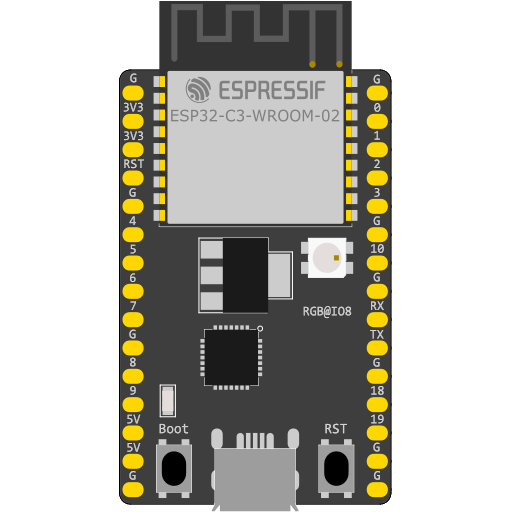 ESPRESSIF
ESP32-C3-WROOM-02
G
3V3
3V3
RST
G
4
5
6
7
G
8
9
5V
5V
G
G
0
1
2
3
G
10
G
RX
TX
G
18
19
G
G
RGB@IO8
Boot
RST